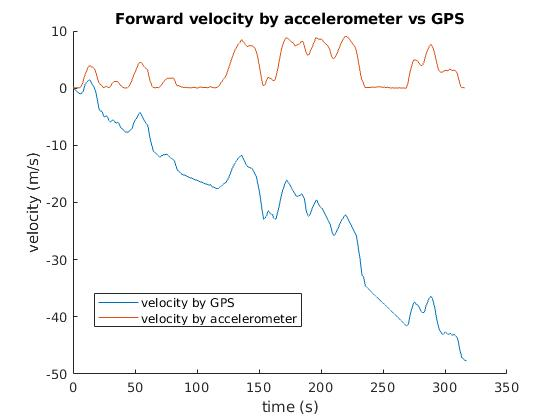 Forward velocity by accelerometer vs GPS
10
0
-10
-20
-30
-40
-50
velocity (m/s)
velocity by GPS
velocity by accelerometer
0 50 100 150 200 250 300 350
time (s)